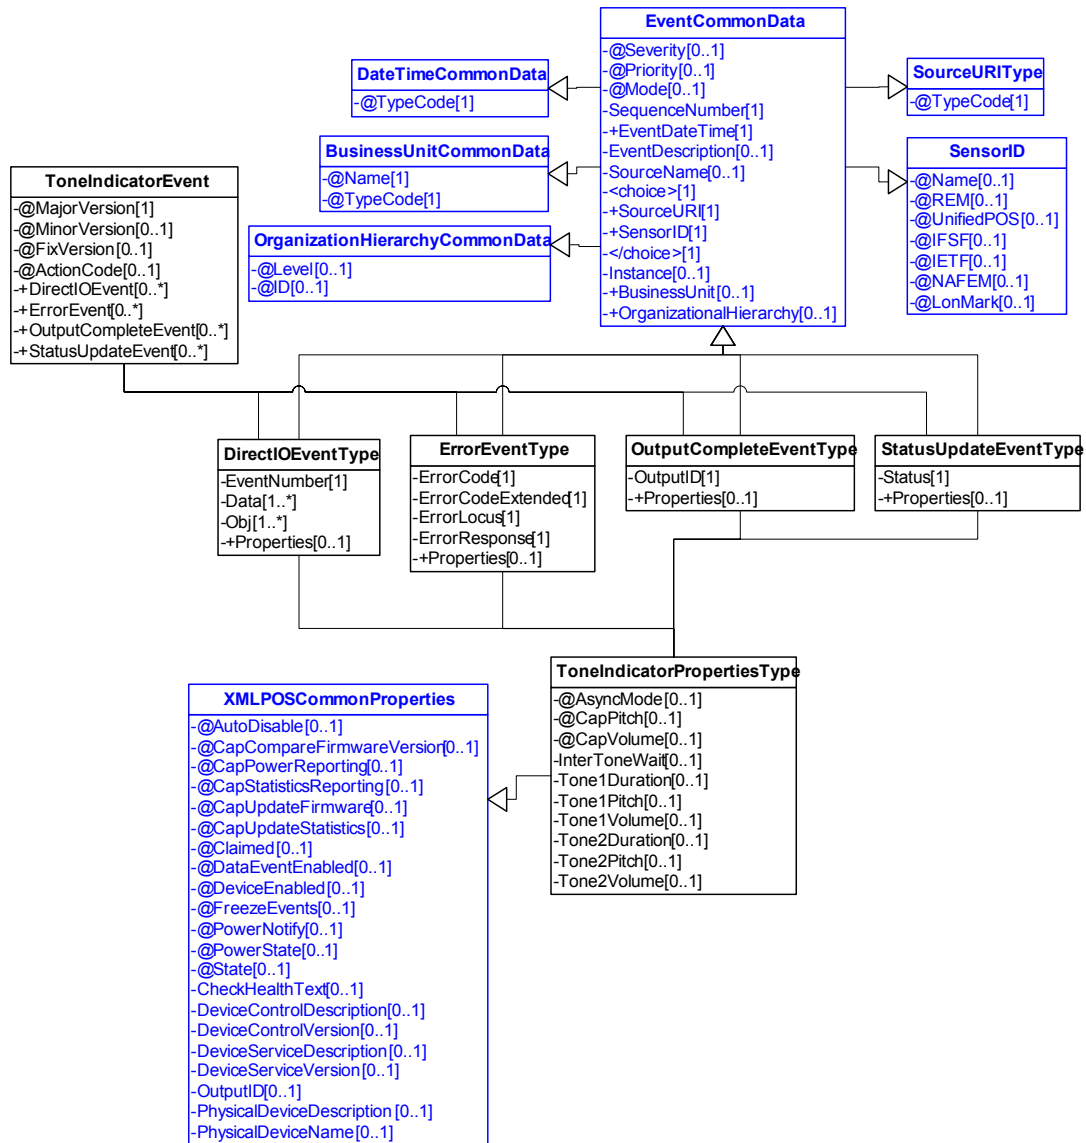 EventCommonData
-@Severity[0..1]
-@Priority[0..1]
-@Mode[0..1]
-SequenceNumber[1]
-+EventDateTime[1]
-EventDescription[0..1]
-SourceName[0..1]
-<choice>[1]
-+SourceURI[1]
-+SensorID[1]
-</choice>[1]
-Instance[0..1]
-+BusinessUnit[0..1]
-+OrganizationalHierarchy[0..1]
DateTimeCommonData
-@TypeCode[1]
SourceURIType
-@TypeCode[1]
BusinessUnitCommonData
-@Name[1]
-@TypeCode[1]
SensorID
-@Name[0..1]
-@REM[0..1]
-@UnifiedPOS[0..1]
-@IFSF[0..1]
-@IETF[0..1]
-@NAFEM[0..1]
-@LonMark[0..1]
ToneIndicatorEvent
-@MajorVersion[1]
-@MinorVersion[0..1]
-@FixVersion[0..1]
-@ActionCode[0..1]
-+DirectIOEvent[0..*]
-+ErrorEvent[0..*]
-+OutputCompleteEvent[0..*]
-+StatusUpdateEvent[0..*]
OrganizationHierarchyCommonData
-@Level[0..1]
-@ID[0..1]
DirectIOEventType
-EventNumber[1]
-Data[1..*]
-Obj[1..*]
-+Properties[0..1]
ErrorEventType
-ErrorCode[1]
-ErrorCodeExtended[1]
-ErrorLocus[1]
-ErrorResponse[1]
-+Properties[0..1]
OutputCompleteEventType
-OutputID[1]
-+Properties[0..1]
StatusUpdateEventType
-Status[1]
-+Properties[0..1]
ToneIndicatorPropertiesType
-@AsyncMode[0..1]
-@CapPitch[0..1]
-@CapVolume[0..1]
-InterToneWait[0..1]
-Tone1Duration[0..1]
-Tone1Pitch[0..1]
-Tone1Volume[0..1]
-Tone2Duration[0..1]
-Tone2Pitch[0..1]
-Tone2Volume[0..1]
XMLPOSCommonProperties
-@AutoDisable[0..1]
-@CapCompareFirmwareVersion[0..1]
-@CapPowerReporting[0..1]
-@CapStatisticsReporting[0..1]
-@CapUpdateFirmware[0..1]
-@CapUpdateStatistics[0..1]
-@Claimed[0..1]
-@DataEventEnabled[0..1]
-@DeviceEnabled[0..1]
-@FreezeEvents[0..1]
-@PowerNotify[0..1]
-@PowerState[0..1]
-@State[0..1]
-CheckHealthText[0..1]
-DeviceControlDescription[0..1]
-DeviceControlVersion[0..1]
-DeviceServiceDescription[0..1]
-DeviceServiceVersion[0..1]
-OutputID[0..1]
-PhysicalDeviceDescription[0..1]
-PhysicalDeviceName[0..1]